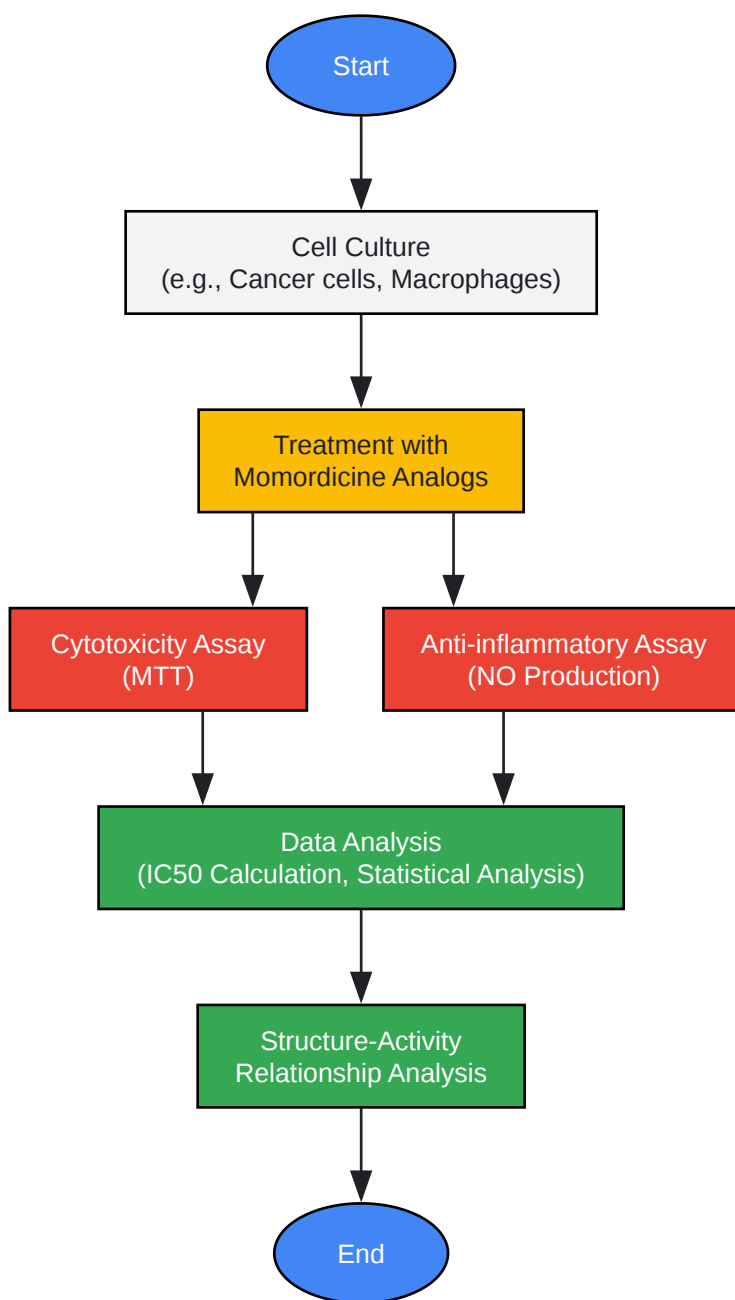 Start
Cell Culture
(e.g., Cancer cells, Macrophages)
Treatment with
Momordicine Analogs
Cytotoxicity Assay
(MTT)
Anti-inflammatory Assay
(NO Production)
Data Analysis
(IC50 Calculation, Statistical Analysis)
Structure-Activity
Relationship Analysis
End